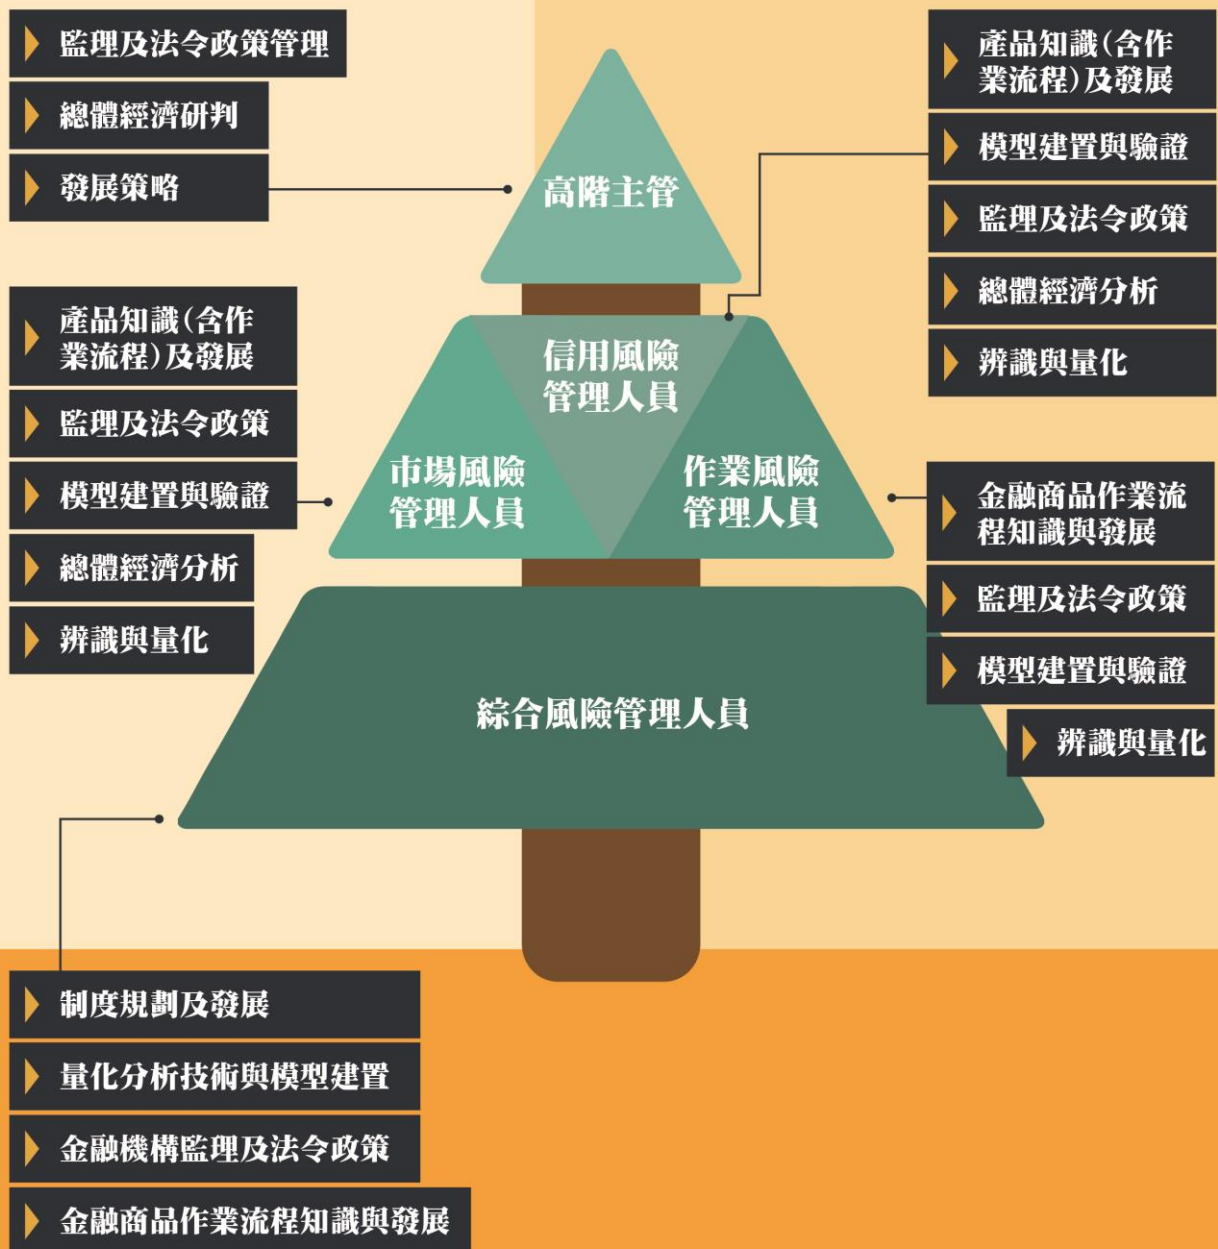 監理及法令政策管理
總體經濟研判
發展策略
高階主管
產品知識(含作
業流程)及發展
模型建置與驗證
監理及法令政策
總體經濟分析
辨識與量化
信用風險
管理人員
產品知識(含作
業流程)及發展
監理及法令政策
模型建置與驗證
總體經濟分析
辨識與量化
市場風險
管理人員
作業風險
管理人員
金融商品作業流
程知識與發展
監理及法令政策
模型建置與驗證
辨識與量化
綜合風險管理人員
制度規劃及發展
量化分析技術與模型建置
金融機構監理及法令政策
金融商品作業流程知識與發展